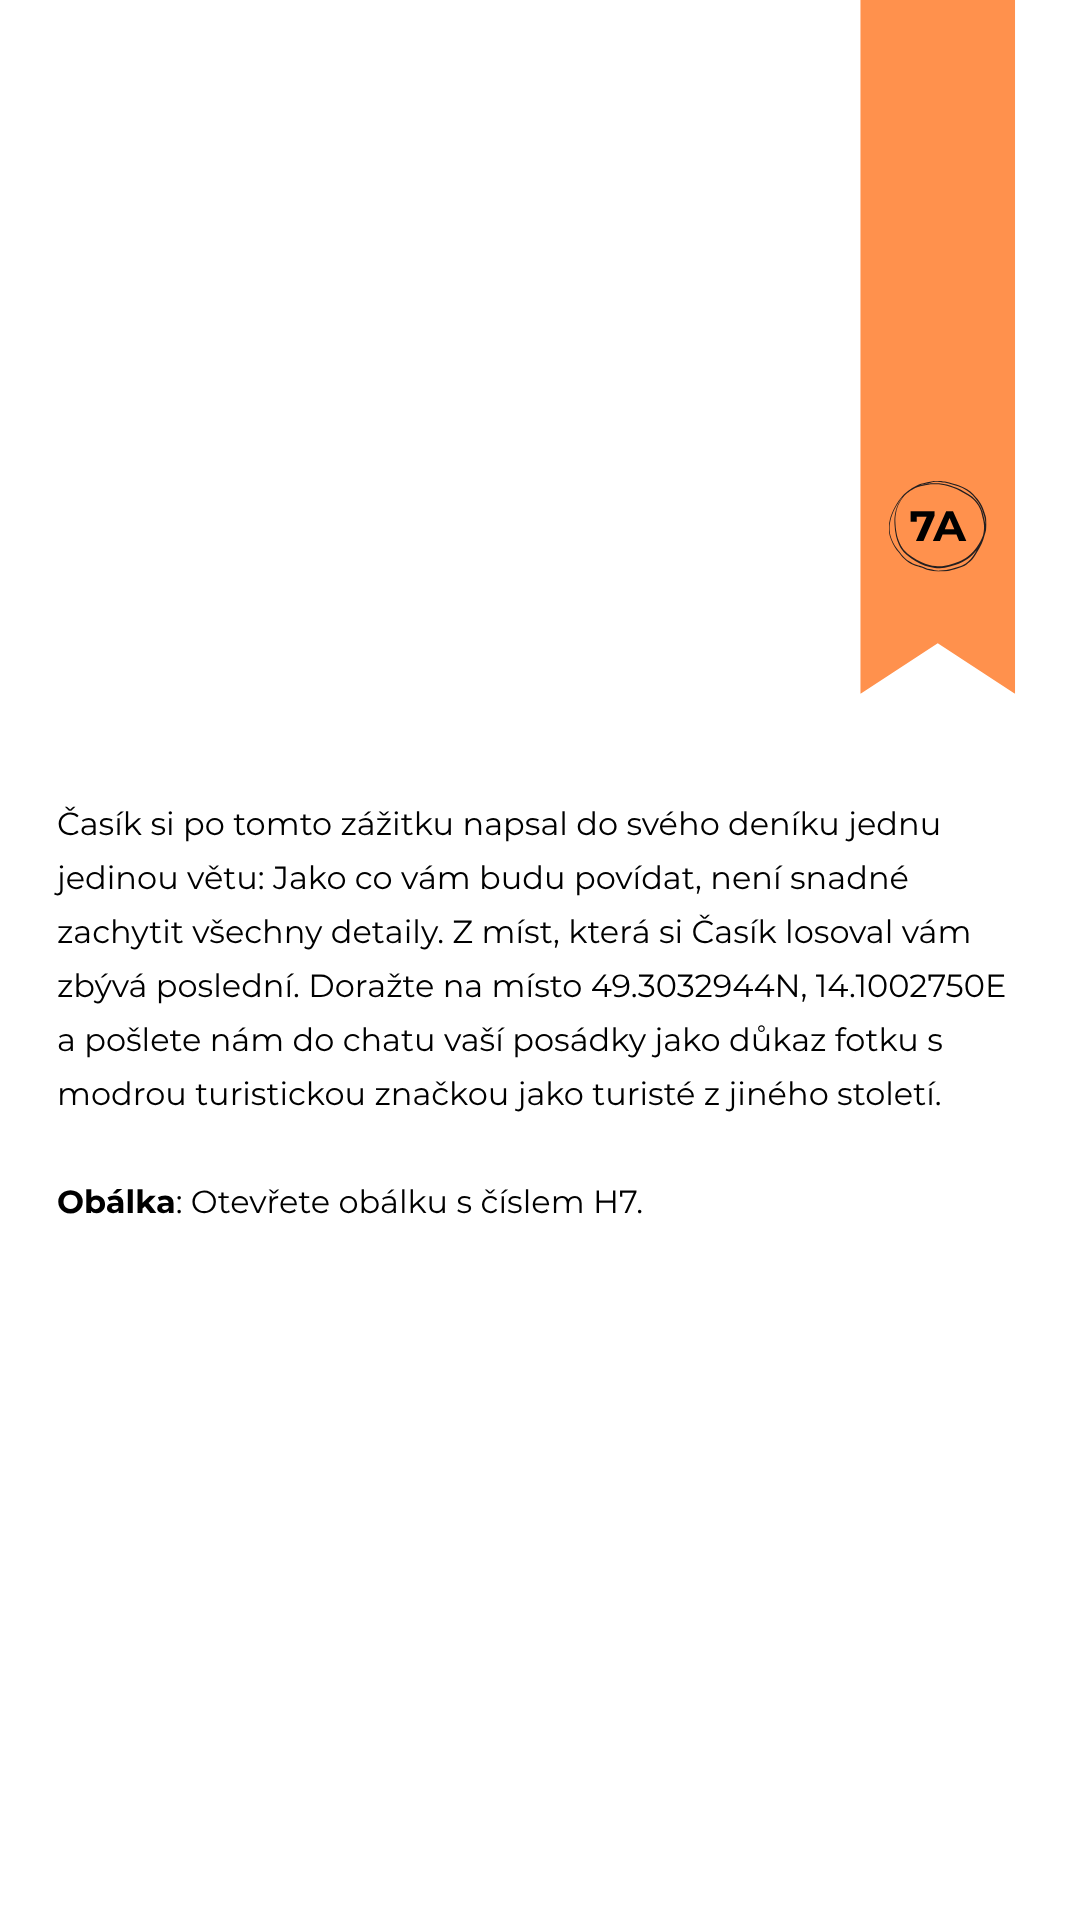 7A
Časík si po tomto zážitku napsal do svého deníku jednu
jedinou větu: Jako co vám budu povídat, není snadné
zachytit všechny detaily. Z míst, která si Časík losoval vám
zbývá poslední. Doražte na místo 49.3032944N, 14.1002750E
a pošlete nám do chatu vaší posádky jako důkaz fotku s
modrou turistickou značkou jako turisté z jiného století.
Obálka: Otevřete obálku s číslem H7.